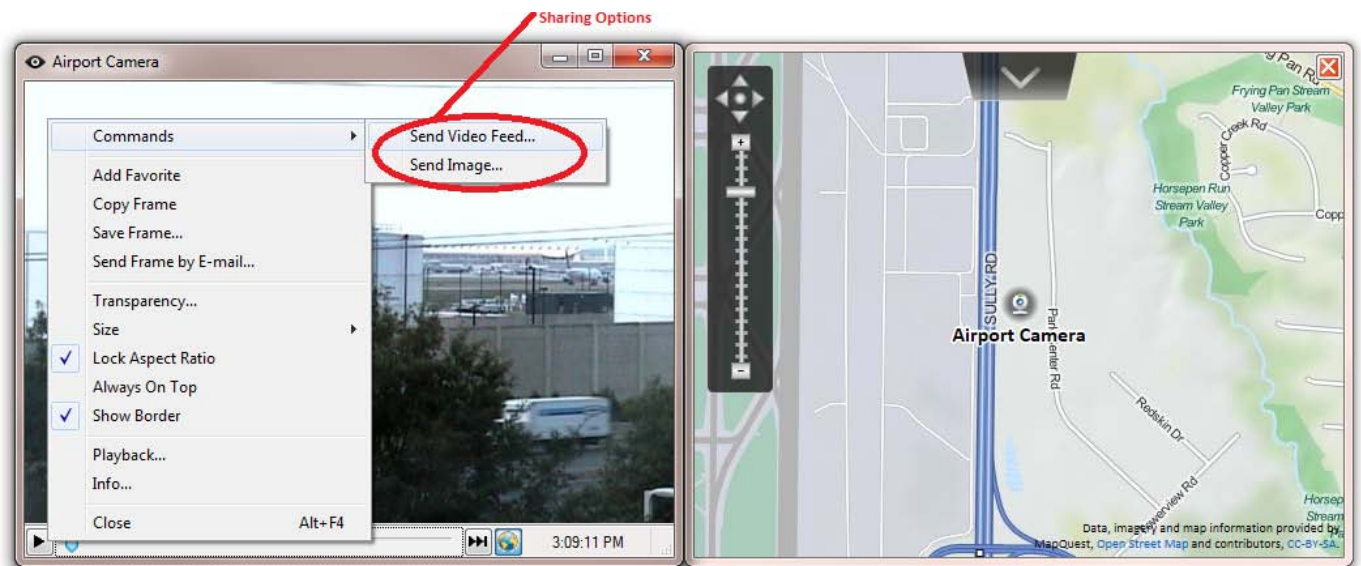 Sharing Options
Airport Camera
Commands
Send Video Feed...
Send Image...
Add Favorite
Copy Frame
Save Frame...
Send Frame by E-mail...
Transparency...
Size
Lock Aspect Ratio
Always On Top
Show Border
Playback...
Info...
Close Alt+F4
3:09:11 PM
Frying Pan Stream
Valley Park
Copper Creek Rd
Horsepen Run
Stream Valley
Park
Copp
SULLY RD
Airport Camera
Redskin Dr
Horsep
Stream
Data, imagery and map information provided by
MapQuest, Open Street Map and contributors, CC-BY-SA.